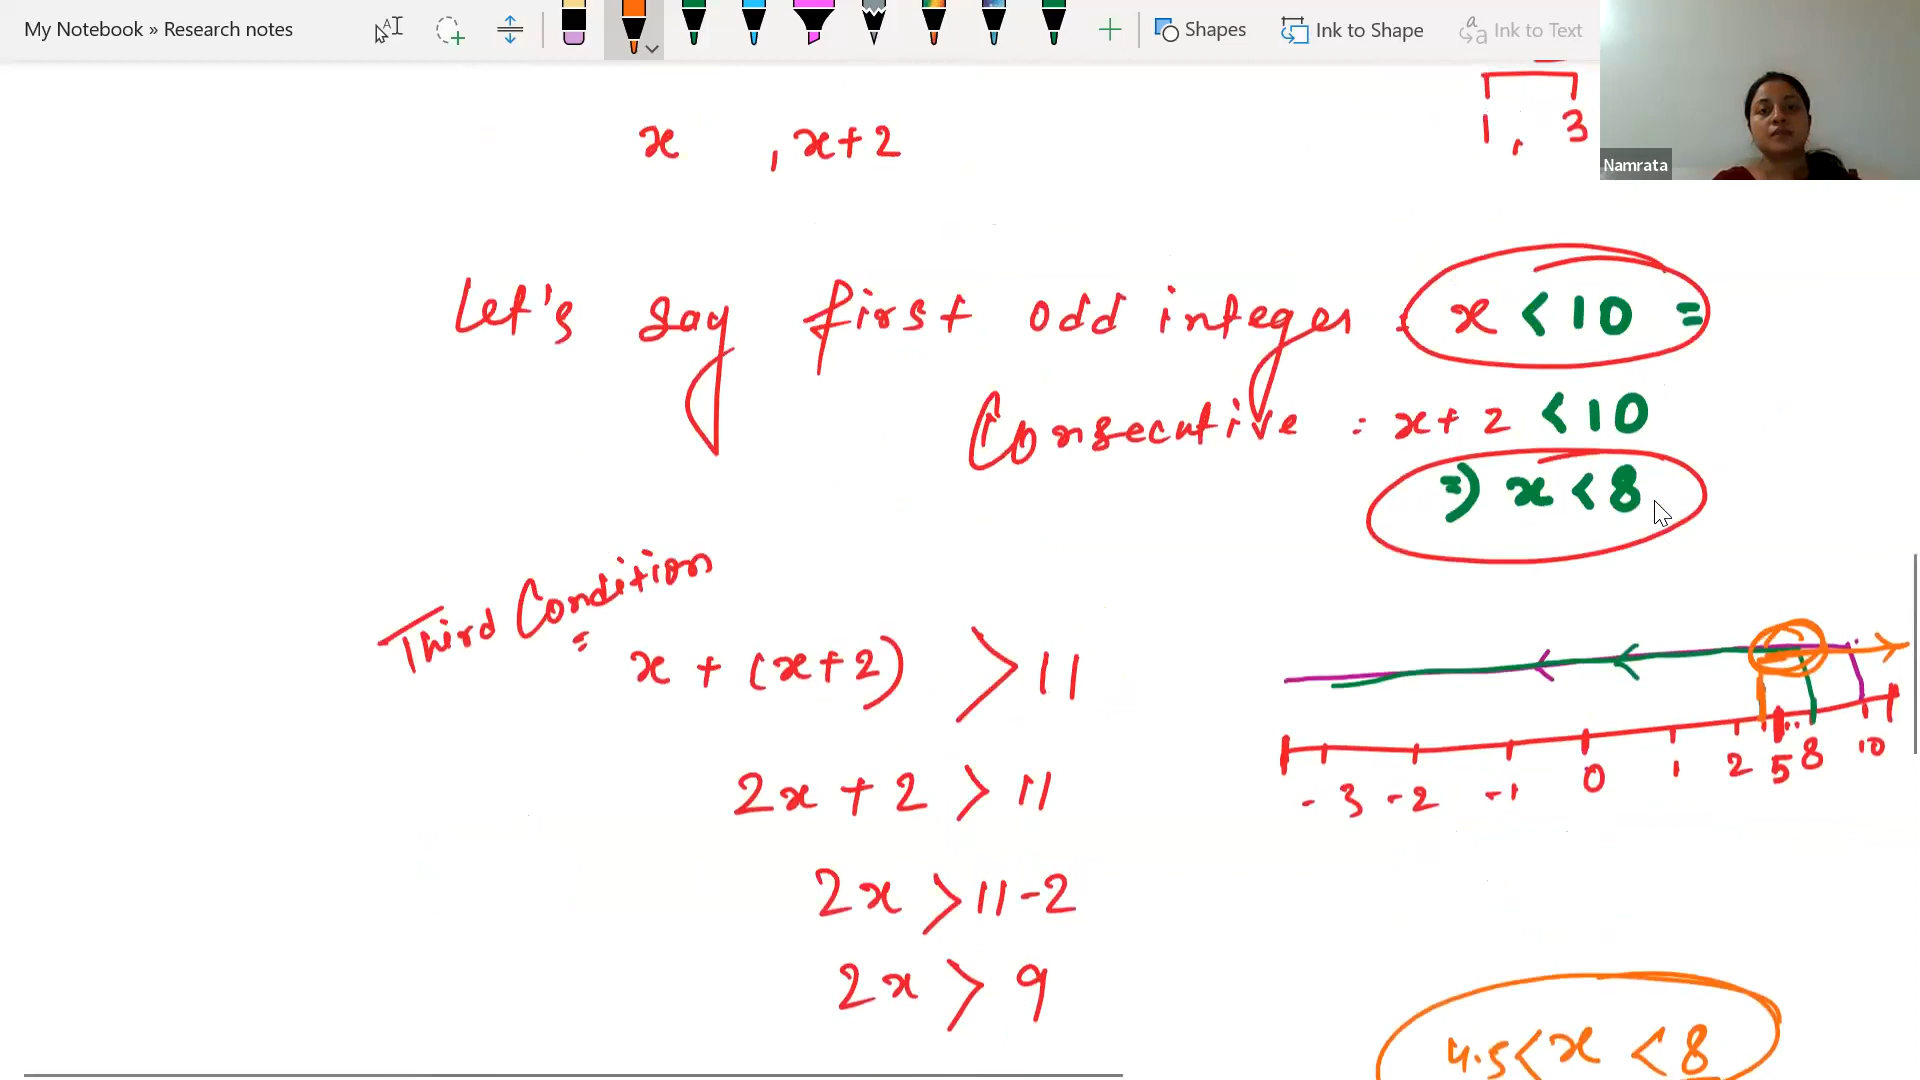 My Notebook » Research notes
Shapes
Ink to Shape
Ink to Text
Namrata
x , x+2
1, 3
Let's say first odd integer : x < 10 =
Consecutive : x+2 < 10
⇒ x < 8
Third Condition
x + (x+2) > 11
2x + 2 > 11
2x > 11-2
2x > 9
-3 -2 -1 0 1 2 5 8 10
4.5 < x < 8